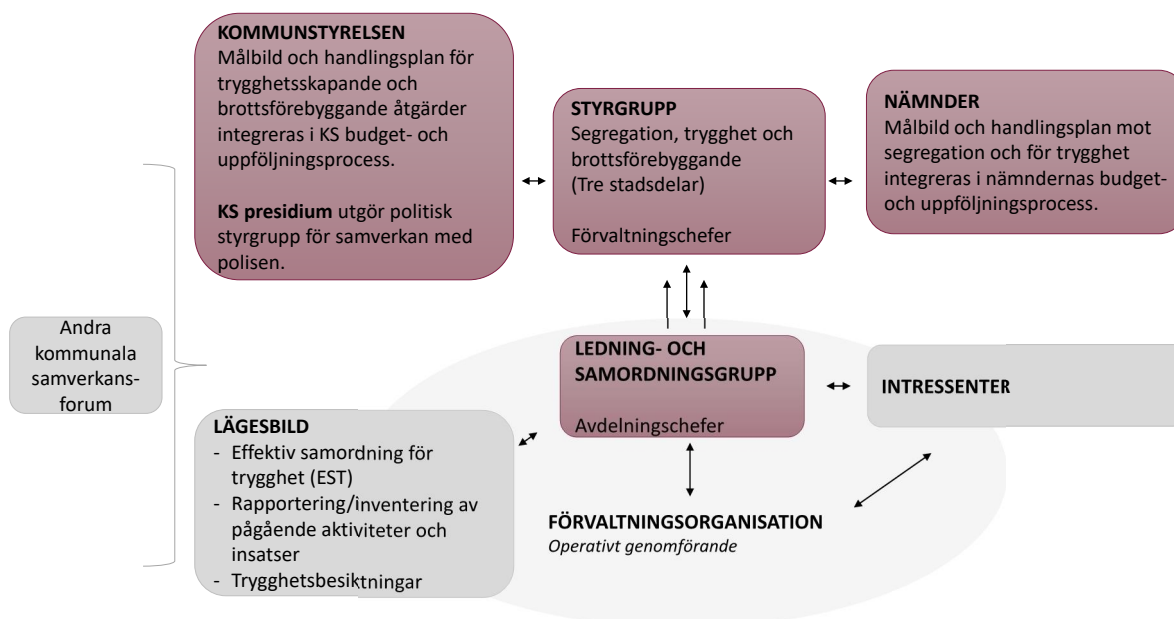 KOMMUNSTYRELSEN
Målbild och handlingsplan för
trygghetsskapande och
brottsförebyggande åtgärder
integreras i KS budget- och
uppföljningsprocess.
KS presidium utgör politisk
styrgrupp för samverkan med
polisen.
STYRGRUPP
Segregation, trygghet och
brottsförebyggande
(Tre stadsdelar)
Förvaltningschefer
NÄMNDER
Målbild och handlingsplan mot
segregation och för trygghet
integreras i nämndernas budget-
och uppföljningsprocess.
Andra
kommunala
samverkans-
forum
LEDNING- OCH
SAMORDNINGSGRUPP
Avdelningschefer
INTRESSENTER
LÄGESBILD
- Effektiv samordning för
trygghet (EST)
- Rapportering/inventering av
pågående aktiviteter och
insatser
- Trygghetsbesiktningar
FÖRVALTNINGSORGANISATION
Operativt genomförande